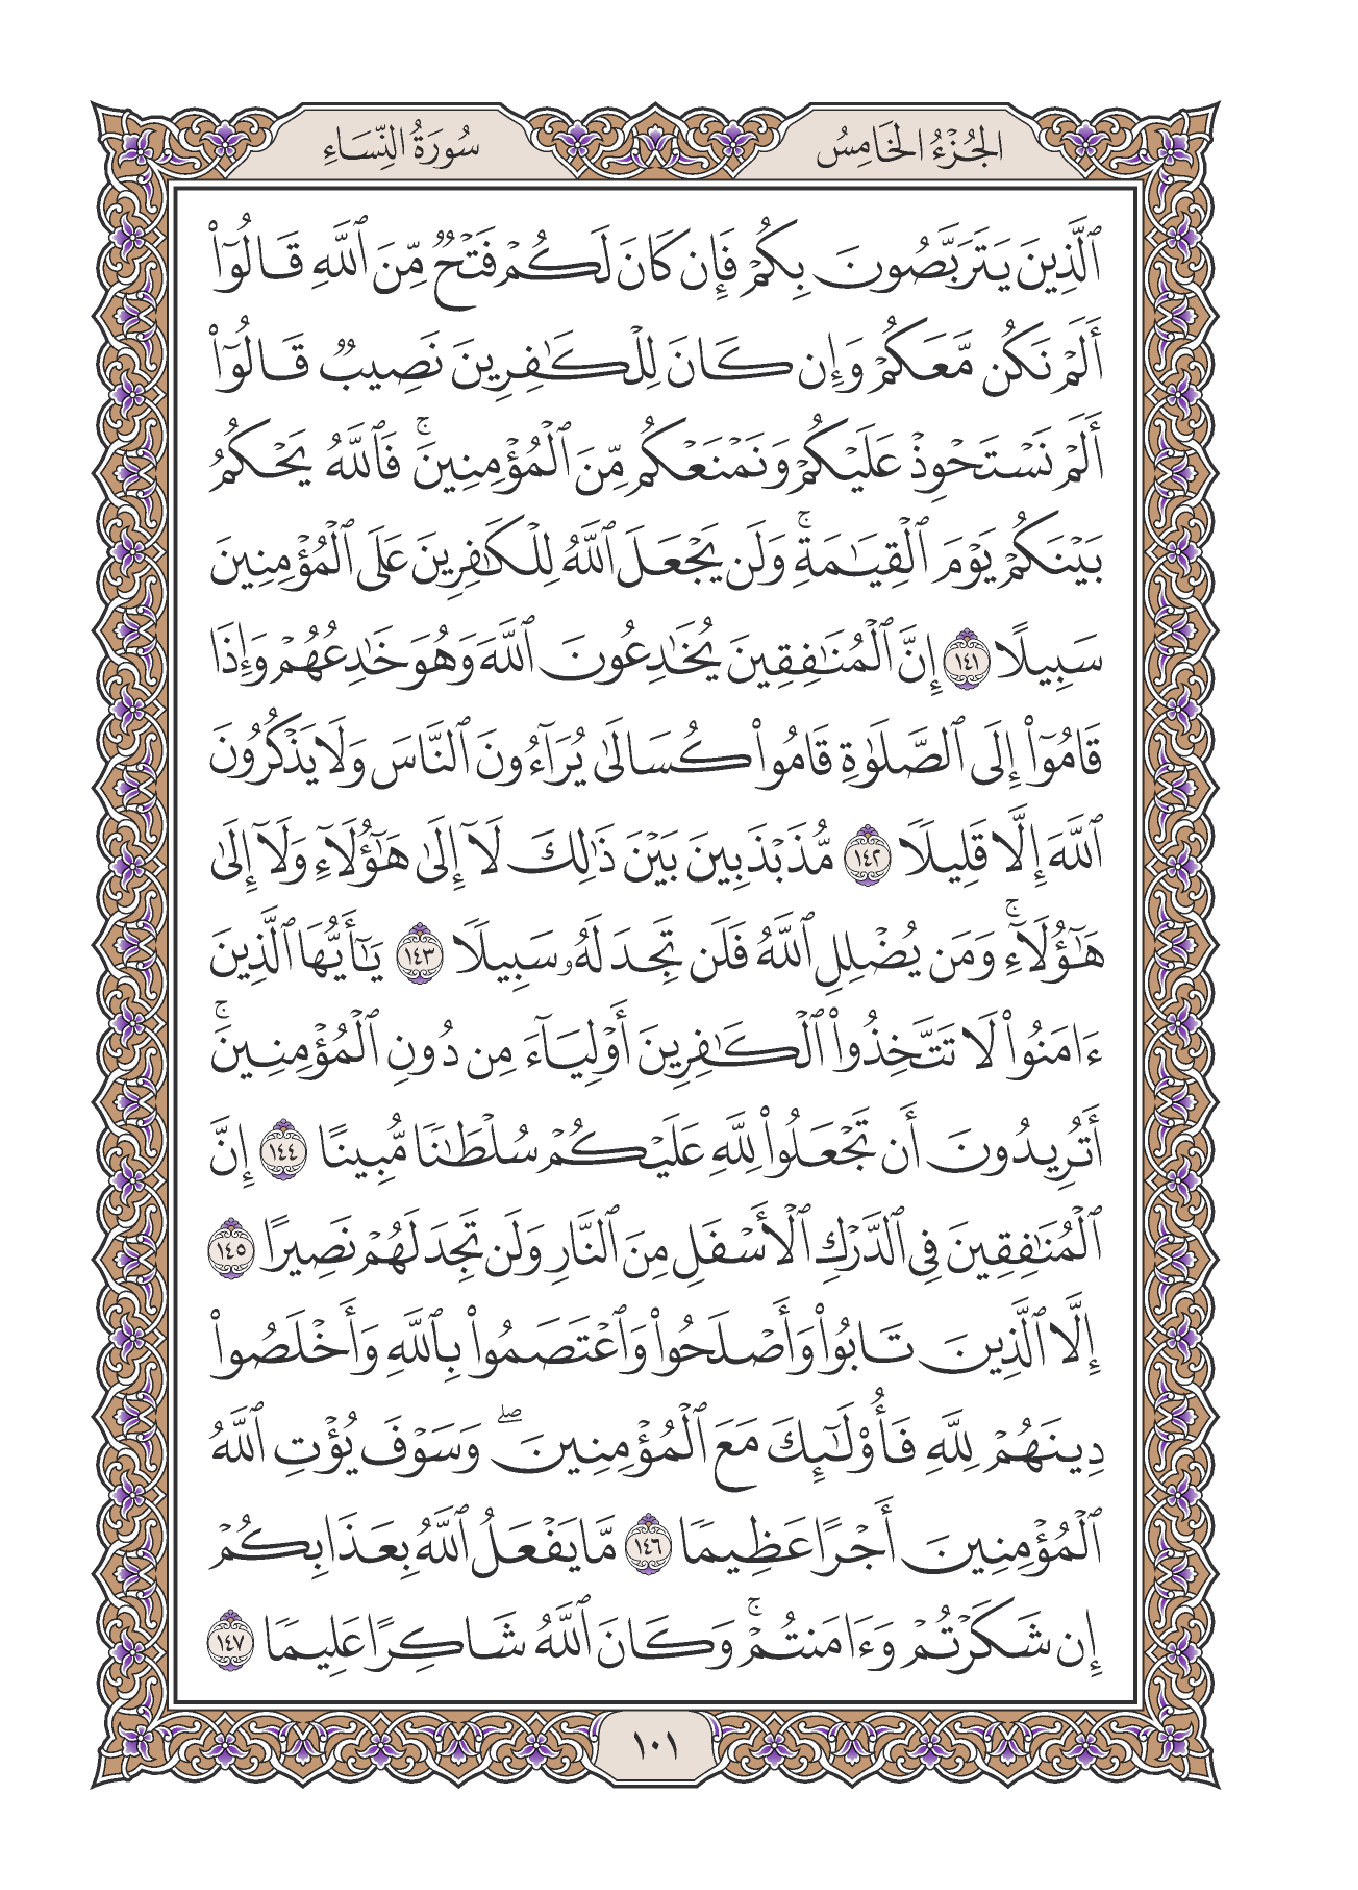 الجُزْءُ الخَامِسُ
سُورَةُ النِّسَاءِ
ٱلَّذِينَ يَتَرَبَّصُونَ بِكُمْ فَإِن كَانَ لَكُمْ فَتْحٌ مِّنَ ٱللَّهِ قَالُوٓا۟
أَلَمْ نَكُن مَّعَكُمْ وَإِن كَانَ لِلْكَـٰفِرِينَ نَصِيبٌ قَالُوٓا۟
أَلَمْ نَسْتَحْوِذْ عَلَيْكُمْ وَنَمْنَعْكُم مِّنَ ٱلْمُؤْمِنِينَ ۚ فَٱللَّهُ يَحْكُمُ
بَيْنَكُمْ يَوْمَ ٱلْقِيَـٰمَةِ ۚ وَلَن يَجْعَلَ ٱللَّهُ لِلْكَـٰفِرِينَ عَلَى ٱلْمُؤْمِنِينَ
سَبِيلًا ١٤١ إِنَّ ٱلْمُنَـٰفِقِينَ يُخَـٰدِعُونَ ٱللَّهَ وَهُوَ خَـٰدِعُهُمْ وَإِذَا
قَامُوٓا۟ إِلَى ٱلصَّلَوٰةِ قَامُوا۟ كُسَالَىٰ يُرَآءُونَ ٱلنَّاسَ وَلَا يَذْكُرُونَ
ٱللَّهَ إِلَّا قَلِيلًا ١٤٢ مُّذَبْذَبِينَ بَيْنَ ذَٰلِكَ لَآ إِلَىٰ هَـٰٓؤُلَآءِ وَلَآ إِلَىٰ
هَـٰٓؤُلَآءِ ۚ وَمَن يُضْلِلِ ٱللَّهُ فَلَن تَجِدَ لَهُۥ سَبِيلًا ١٤٣ يَـٰٓأَيُّهَا ٱلَّذِينَ
ءَامَنُوا۟ لَا تَتَّخِذُوا۟ ٱلْكَـٰفِرِينَ أَوْلِيَآءَ مِن دُونِ ٱلْمُؤْمِنِينَ ۚ
أَتُرِيدُونَ أَن تَجْعَلُوا۟ لِلَّهِ عَلَيْكُمْ سُلْطَـٰنًا مُّبِينًا ١٤٤ إِنَّ
ٱلْمُنَـٰفِقِينَ فِى ٱلدَّرْكِ ٱلْأَسْفَلِ مِنَ ٱلنَّارِ وَلَن تَجِدَ لَهُمْ نَصِيرًا ١٤٥
إِلَّا ٱلَّذِينَ تَابُوا۟ وَأَصْلَحُوا۟ وَٱعْتَصَمُوا۟ بِٱللَّهِ وَأَخْلَصُوا۟
دِينَهُمْ لِلَّهِ فَأُو۟لَـٰٓئِكَ مَعَ ٱلْمُؤْمِنِينَ ۖ وَسَوْفَ يُؤْتِ ٱللَّهُ
ٱلْمُؤْمِنِينَ أَجْرًا عَظِيمًا ١٤٦ مَّا يَفْعَلُ ٱللَّهُ بِعَذَابِكُمْ
إِن شَكَرْتُمْ وَءَامَنتُمْ ۚ وَكَانَ ٱللَّهُ شَاكِرًا عَلِيمًا ١٤٧
١٠١